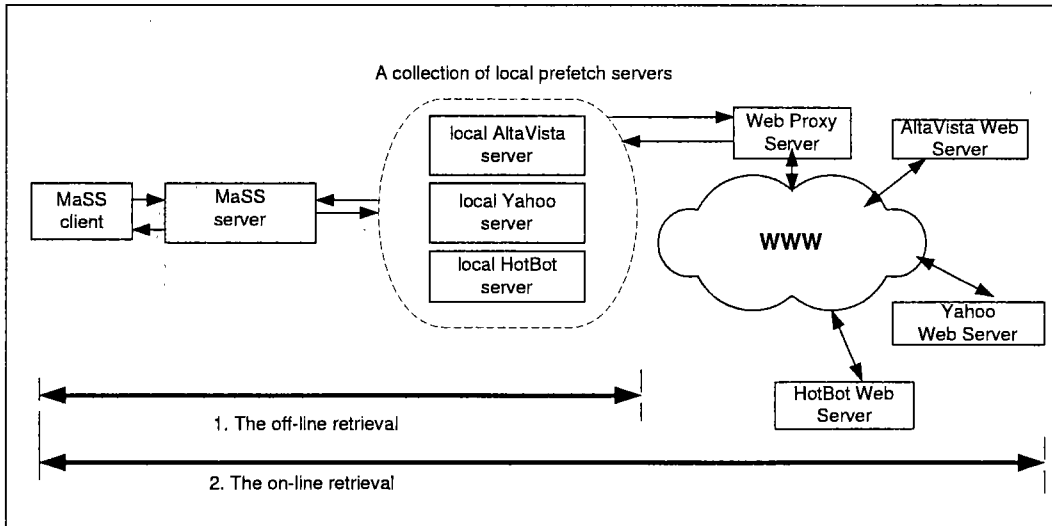 A collection of local prefetch servers
local AltaVista
server
Web Proxy
Server
AltaVista Web
Server
MaSS
client
MaSS
server
local Yahoo
server
WWW
local HotBot
server
Yahoo
Web Server
HotBot Web
Server
1. The off-line retrieval
2. The on-line retrieval